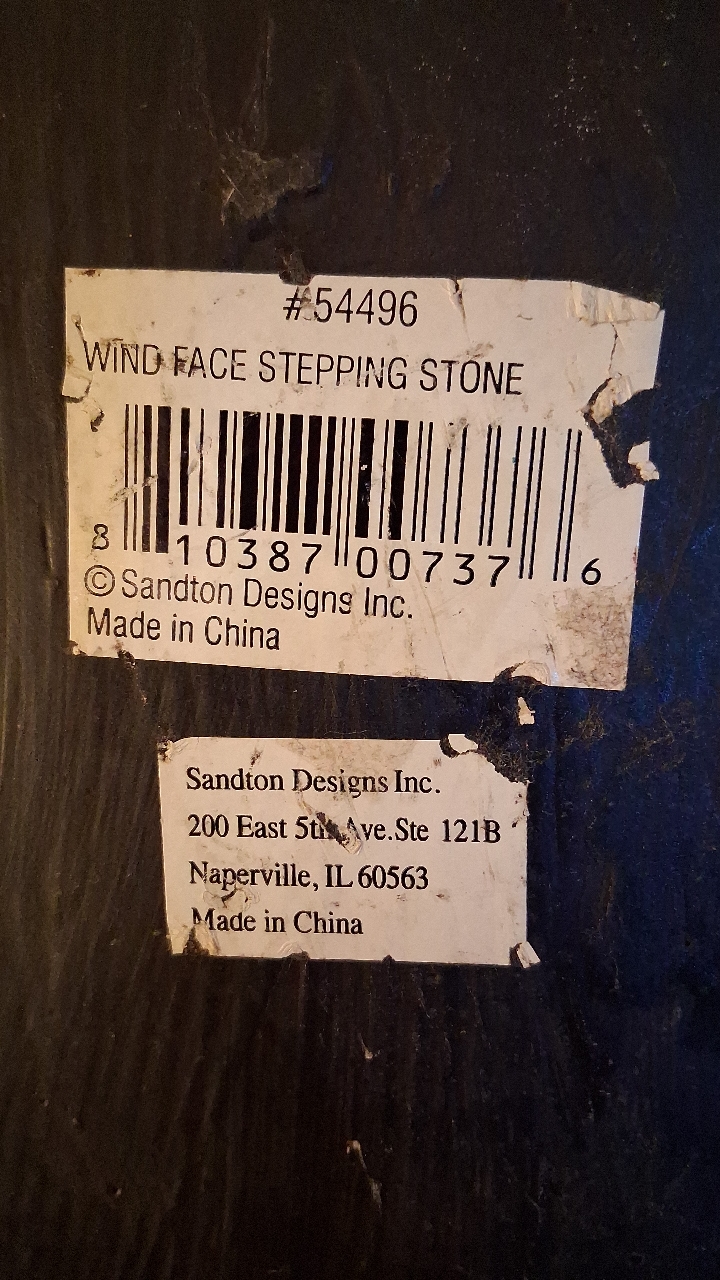 #54496
WIND FACE STEPPING STONE
8 10387 00737 6
© Sandton Designs Inc.
Made in China
Sandton Designs Inc.
200 East 5th Ave.Ste 121B
Naperville, IL 60563
Made in China